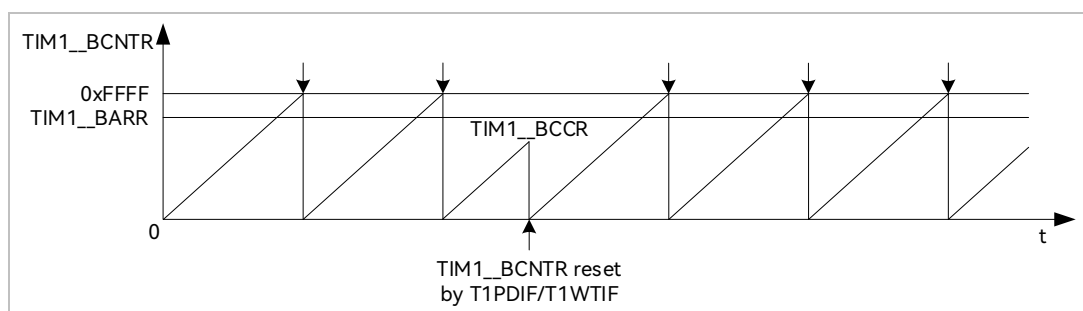 TIM1__BCNTR
0xFFFF
TIM1__BARR
TIM1__BCCR
0
t
TIM1__BCNTR reset
by T1PDIF/T1WTIF